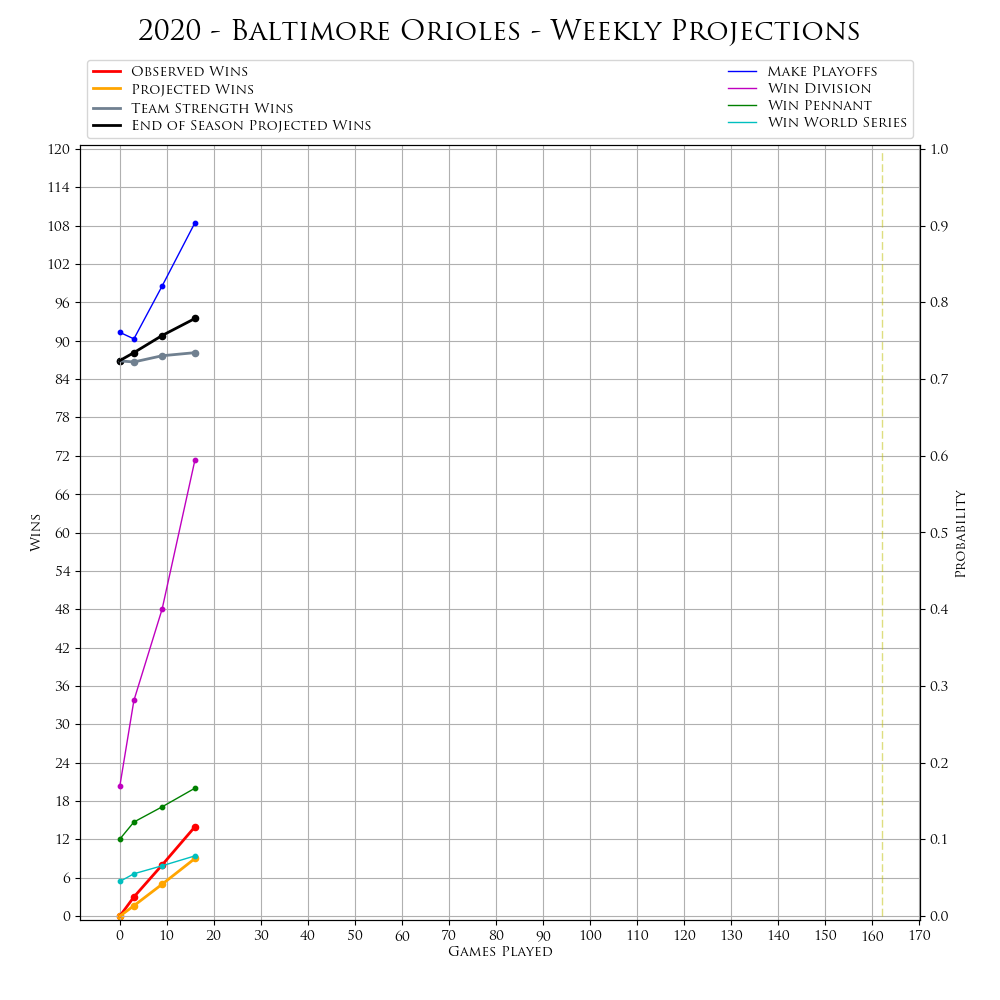 2020 - Baltimore Orioles - Weekly Projections
Observed Wins
Projected Wins
Team Strength Wins
End of Season Projected Wins
Make Playoffs
Win Division
Win Pennant
Win World Series
120
114
108
102
96
90
84
78
72
66
60
54
48
42
36
30
24
18
12
6
0
Wins
1.0
0.9
0.8
0.7
0.6
0.5
0.4
0.3
0.2
0.1
0.0
Probability
0 10 20 30 40 50 60 70 80 90 100 110 120 130 140 150 160 170
Games Played